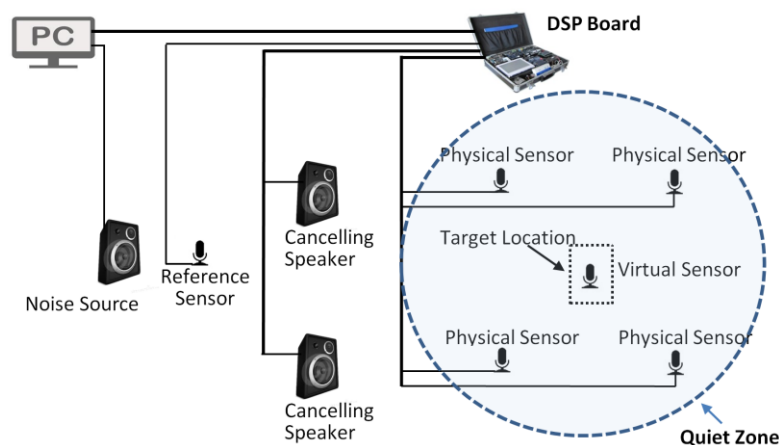 PC
DSP Board
Physical Sensor
Physical Sensor
Cancelling
Speaker
Target Location
Reference
Sensor
Virtual Sensor
Noise Source
Physical Sensor
Physical Sensor
Cancelling
Speaker
Quiet Zone